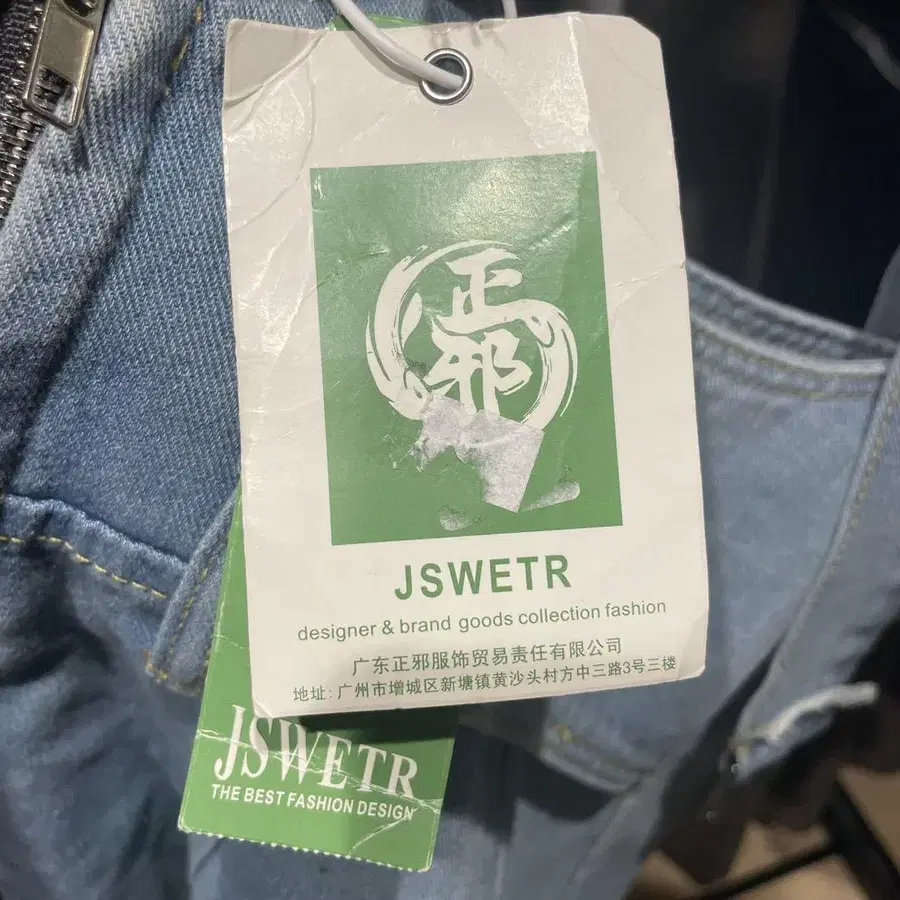 正
邪
JSWETR
designer & brand goods collection fashion
广东正邪服饰贸易责任有限公司
地址: 广州市增城区新塘镇黄沙头村方中三路3号三楼
JSWETR
THE BEST FASHION DESIGN